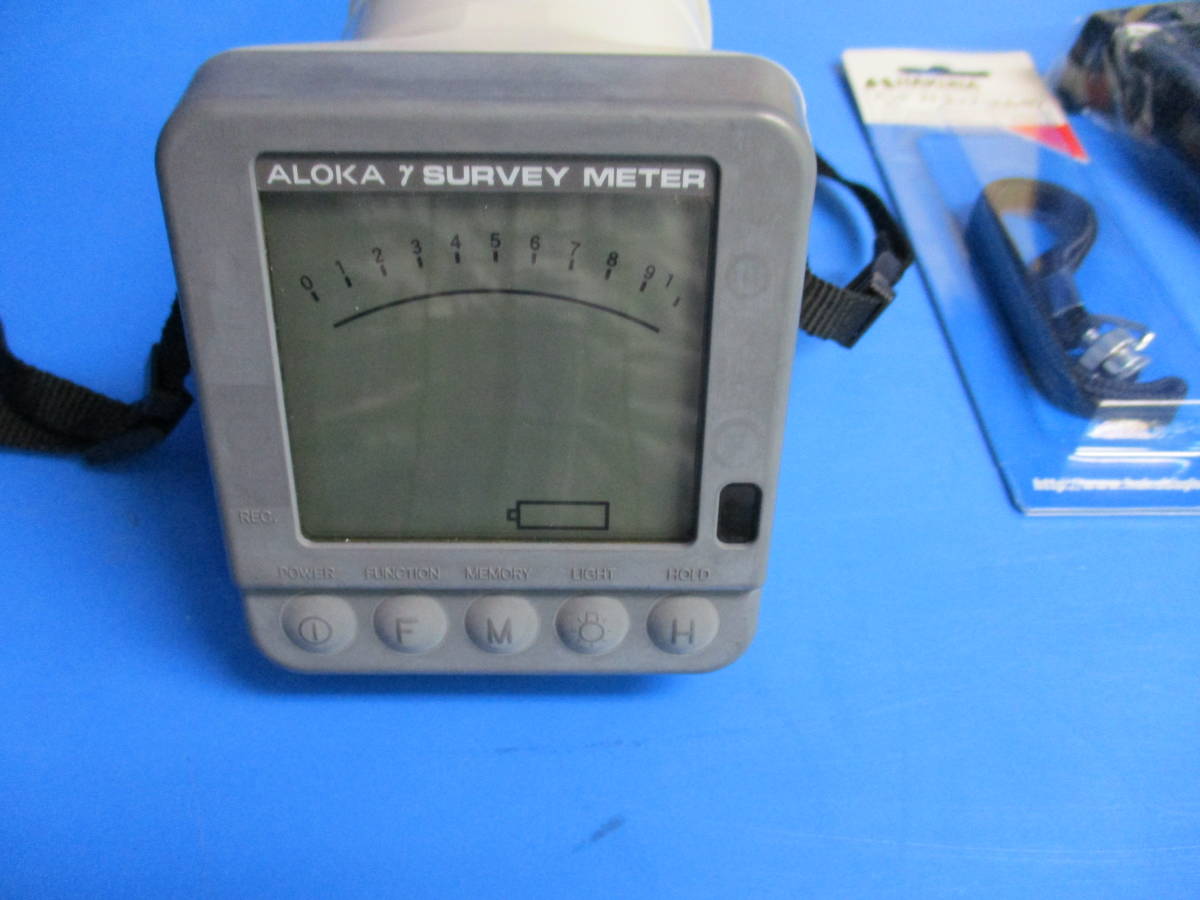 ALOKA γ SURVEY METER
0 1 2 3 4 5 6 7 8 9 1
REC.
POWER FUNCTION MEMORY LIGHT HOLD
F M H